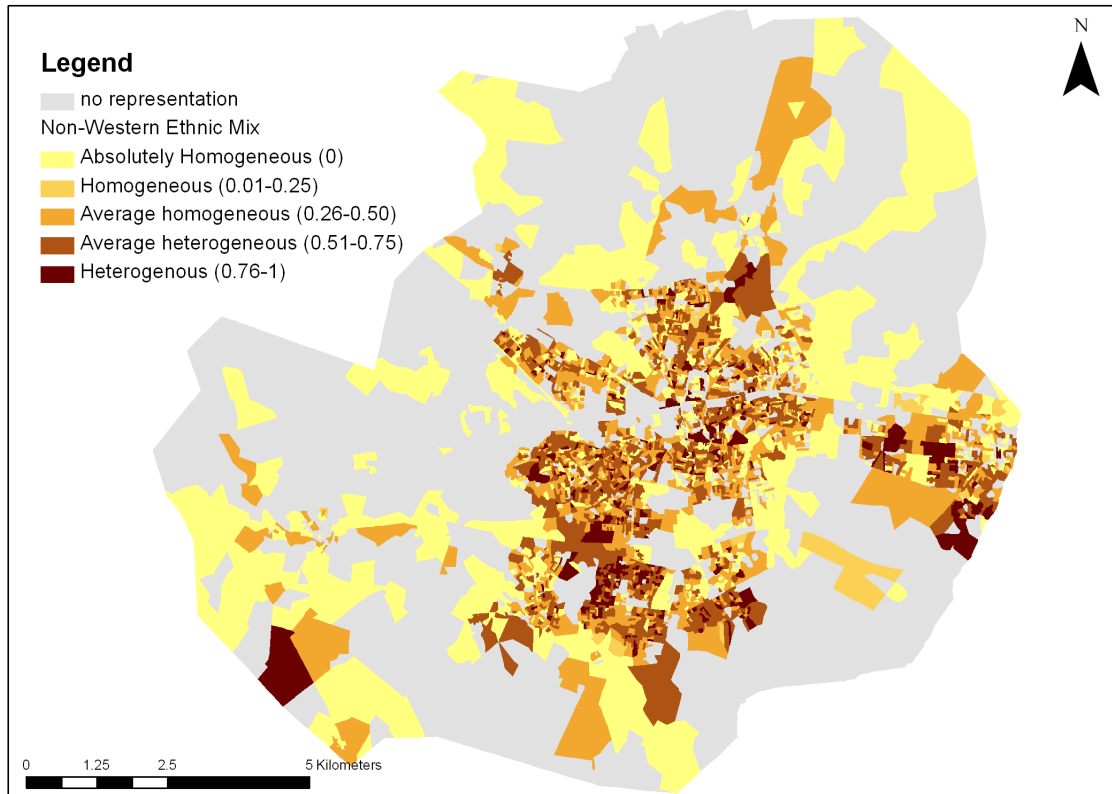 N
Legend
no representation
Non-Western Ethnic Mix
Absolutely Homogeneous (0)
Homogeneous (0.01-0.25)
Average homogeneous (0.26-0.50)
Average heterogeneous (0.51-0.75)
Heterogenous (0.76-1)
0 1.25 2.5 5 Kilometers